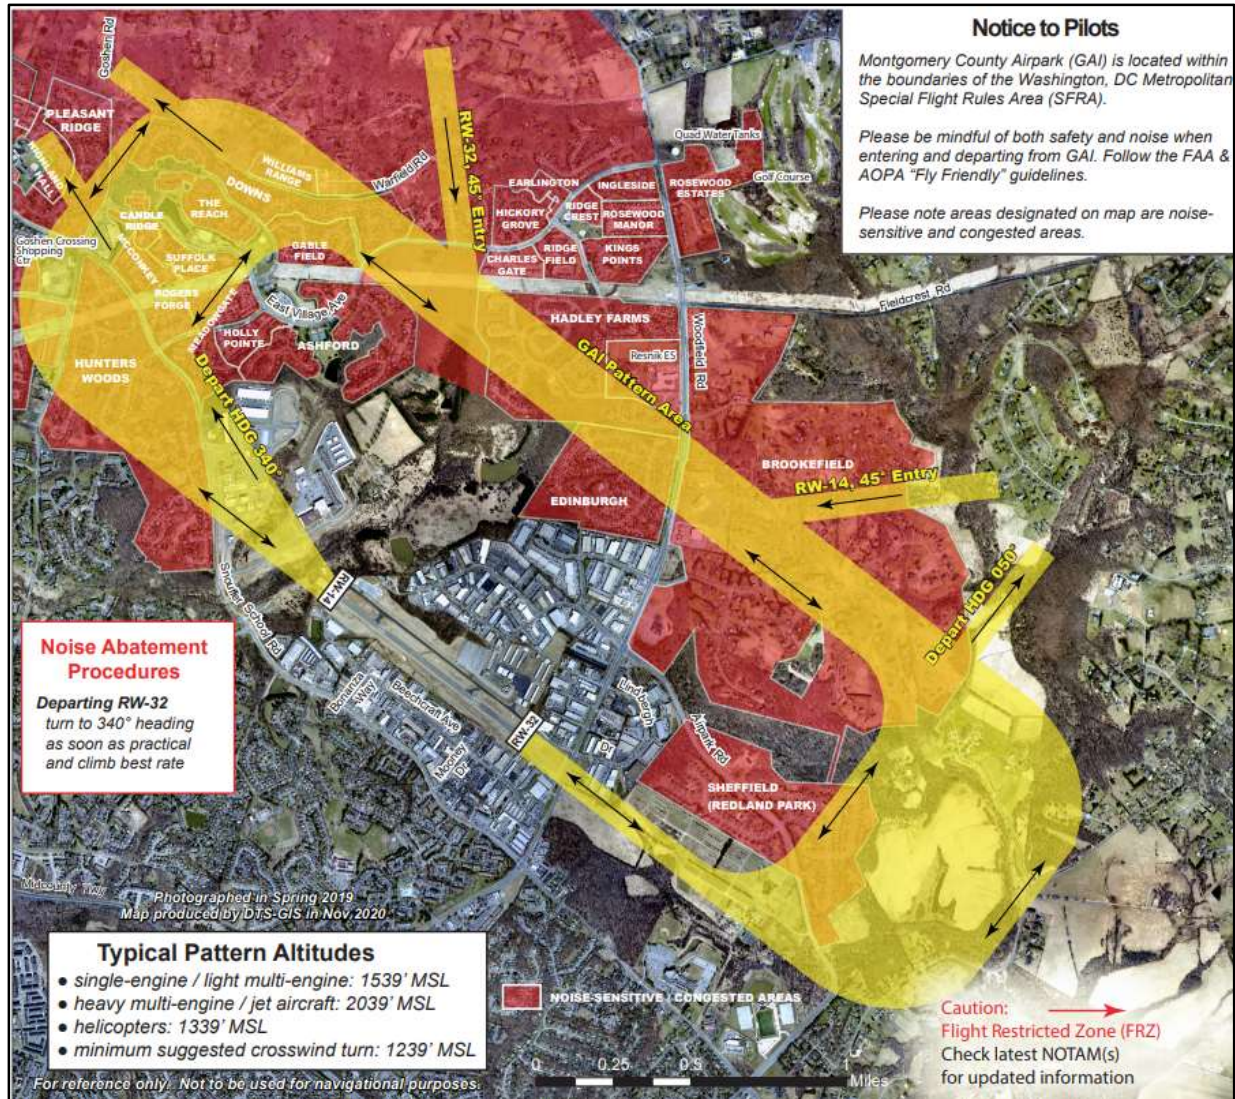 Notice to Pilots
Montgomery County Airpark (GAI) is located within
the boundaries of the Washington, DC Metropolitan
Special Flight Rules Area (SFRA).
Please be mindful of both safety and noise when
entering and departing from GAI. Follow the FAA &
AOPA "Fly Friendly" guidelines.
Please note areas designated on map are noise-
sensitive and congested areas.
Goshen Rd
PLEASANT
RIDGE
HIGHLAND
HALL
WILLIAMS
RANGE
Warfield Rd
DOWNS
THE
REACH
CANDLE
RIDGE
MCCONKEY
SUFFOLK
PLACE
Goshen Crossing
Shopping
Ctr
ROGERS
FORGE
GABLE
FIELD
East Village Ave
MEADOWGATE
HOLLY
POINTE
ASHFORD
HUNTERS
WOODS
RW-32, 45° Entry
Quad Water Tanks
Golf Course
EARLINGTON
INGLESIDE
ROSEWOOD
ESTATES
HICKORY
GROVE
RIDGE
CREST
ROSEWOOD
MANOR
CHARLES
GATE
RIDGE
FIELD
KINGS
POINTS
Fieldcrest Rd
HADLEY FARMS
Woodfield Rd
Resnik ES
GAI Pattern Area
Depart HDG 340°
BROOKEFIELD
RW-14, 45° Entry
EDINBURGH
Depart HDG 050°
RW-14
Snouffer School Rd
Noise Abatement
Procedures
Departing RW-32
turn to 340° heading
as soon as practical
and climb best rate
Bonanza
Way
Beechcraft Ave
Mooney
Dr
RW-32
Lindbergh
Dr
Airpark Rd
SHEFFIELD
(REDLAND PARK)
Midcounty Hwy
Photographed in Spring 2019
Map produced by DTS-GIS in Nov 2020
Typical Pattern Altitudes
● single-engine / light multi-engine: 1539' MSL
● heavy multi-engine / jet aircraft: 2039' MSL
● helicopters: 1339' MSL
● minimum suggested crosswind turn: 1239' MSL
For reference only. Not to be used for navigational purposes.
NOISE-SENSITIVE / CONGESTED AREAS
0 0.25 0.5 1
Miles
Caution:
Flight Restricted Zone (FRZ)
Check latest NOTAM(s)
for updated information